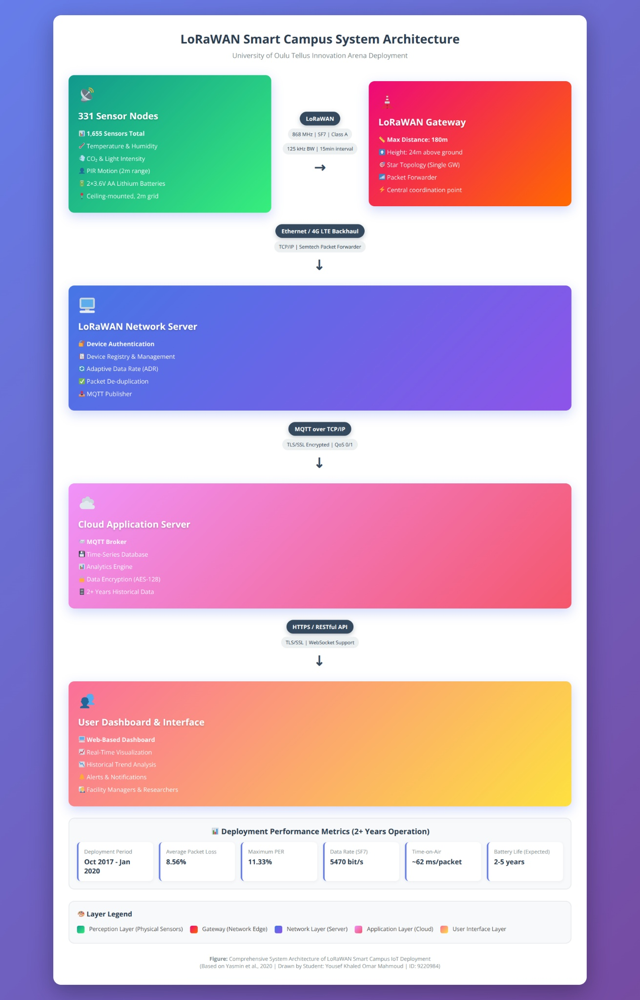 LoRaWAN Smart Campus System Architecture
University of Oulu Tellus Innovation Arena Deployment
331 Sensor Nodes
1,655 Sensors Total
Temperature & Humidity
CO₂ & Light Intensity
PIR Motion (2m range)
2×3.6V AA Lithium Batteries
Ceiling-mounted, 2m grid
LoRaWAN
868 MHz | SF7 | Class A
125 kHz BW | 15min interval
→
LoRaWAN Gateway
Max Distance: 180m
Height: 24m above ground
Star Topology (Single GW)
Packet Forwarder
Central coordination point
Ethernet / 4G LTE Backhaul
TCP/IP | Semtech Packet Forwarder
↓
LoRaWAN Network Server
Device Authentication
Device Registry & Management
Adaptive Data Rate (ADR)
Packet De-duplication
MQTT Publisher
MQTT over TCP/IP
TLS/SSL Encrypted | QoS 0/1
↓
Cloud Application Server
MQTT Broker
Time-Series Database
Analytics Engine
Data Encryption (AES-128)
2+ Years Historical Data
HTTPS / RESTful API
TLS/SSL | WebSocket Support
↓
User Dashboard & Interface
Web-Based Dashboard
Real-Time Visualization
Historical Trend Analysis
Alerts & Notifications
Facility Managers & Researchers
Deployment Performance Metrics (2+ Years Operation)
Deployment Period
Oct 2017 - Jan
2020
Average Packet Loss
8.56%
Maximum PER
11.33%
Data Rate (SF7)
5470 bit/s
Time-on-Air
~62 ms/packet
Battery Life (Expected)
2-5 years
Layer Legend
Perception Layer (Physical Sensors)
Gateway (Network Edge)
Network Layer (Server)
Application Layer (Cloud)
User Interface Layer
Figure: Comprehensive System Architecture of LoRaWAN Smart Campus IoT Deployment
(Based on Yasmin et al., 2020 | Drawn by Student: Yousef Khaled Omar Mahmoud | ID: 9220984)